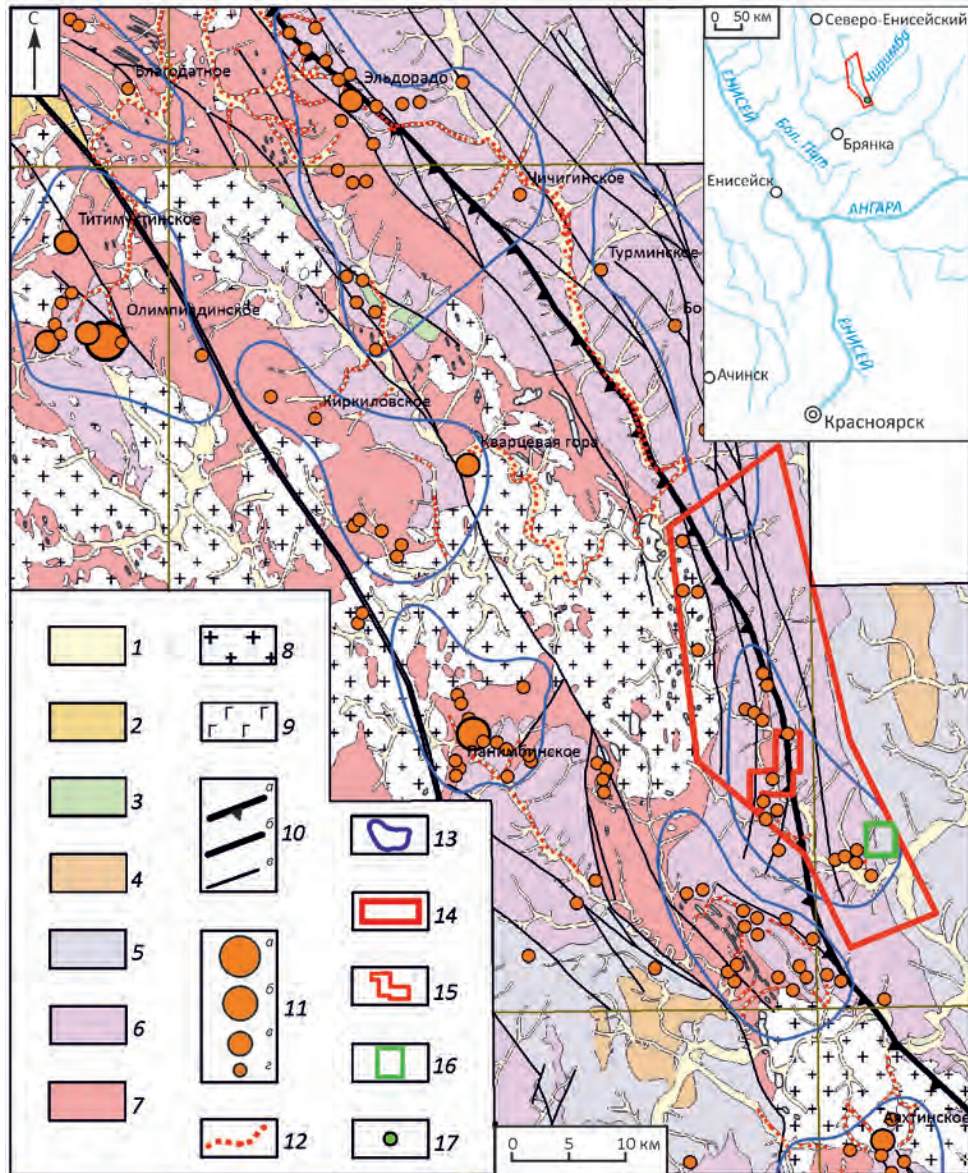 С
0 50 км
Северо-Енисейский
Чиримба
ЕНИСЕЙ
Бол. Пит
Брянка
Енисейск
АНГАРА
ЕНИСЕЙ
Ачинск
Красноярск
Благодатное
Эльдорадо
Чичигинское
Титимухтинское
Турминское
Бо
Олимпиадинское
Киркиловское
Кварцевая гора
Панимбинское
Аяхтинское
1
2
3
4
5
6
7
8
Г Г Г
Г Г
9
а
б
в
10
а
б
в
г
11
12
13
14
15
16
17
0 5 10 км